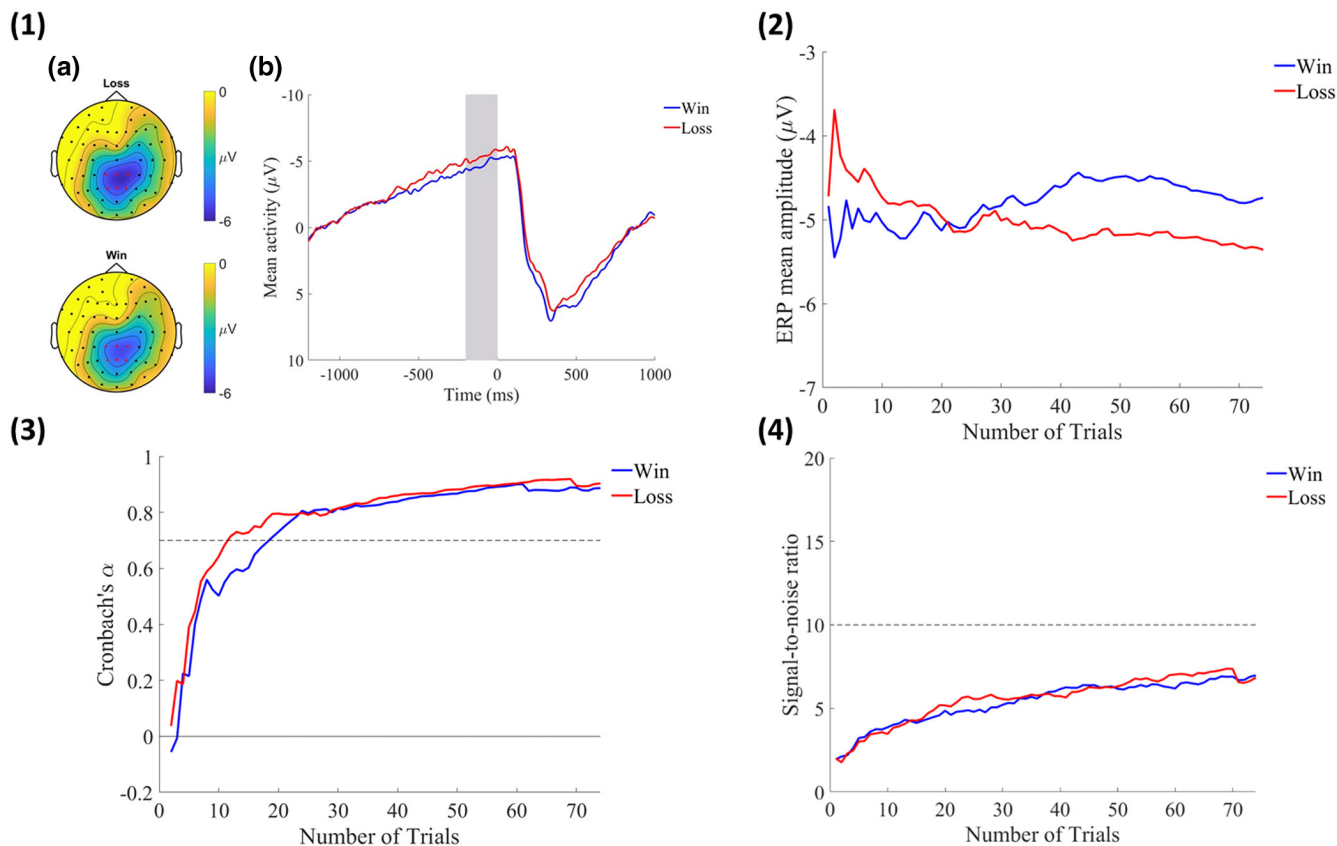 (1)
(a)
Loss
0
μV
-6
Win
0
μV
-6
(b)
-10
-5
0
5
10
Mean activity (μV)
-1000
-500
0
500
1000
Time (ms)
Win
Loss
(2)
-3
-4
-5
-6
-7
ERP mean amplitude (μV)
0
10
20
30
40
50
60
70
Number of Trials
Win
Loss
(3)
1
0.8
0.6
0.4
0.2
0
-0.2
Cronbach's α
0
10
20
30
40
50
60
70
Number of Trials
Win
Loss
(4)
20
15
10
5
0
Signal-to-noise ratio
0
10
20
30
40
50
60
70
Number of Trials
Win
Loss